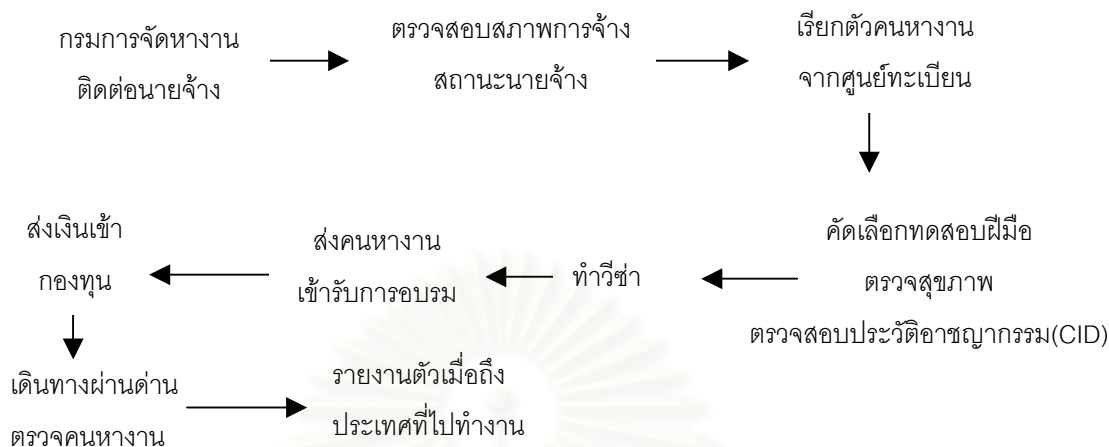 กรมการจัดหางาน
ติดต่อนายจ้าง
ตรวจสอบสภาพการจ้าง
สถานะนายจ้าง
เรียกตัวคนหางาน
จากศูนย์ทะเบียน
คัดเลือกทดสอบฝีมือ
ตรวจสุขภาพ
ตรวจสอบประวัติอาชญากรรม(CID)
ทำวีซ่า
ส่งคนหางาน
เข้ารับการอบรม
ส่งเงินเข้า
กองทุน
เดินทางผ่านด่าน
ตรวจคนหางาน
รายงานตัวเมื่อถึง
ประเทศที่ไปทำงาน